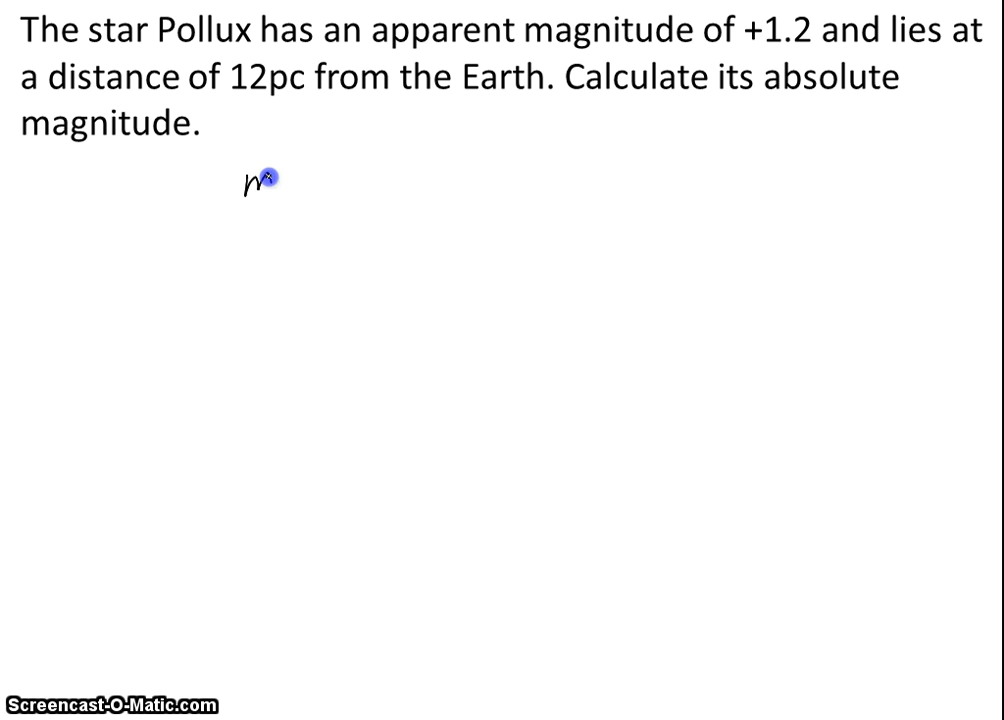 The star Pollux has an apparent magnitude of +1.2 and lies at
a distance of 12pc from the Earth. Calculate its absolute
magnitude.
m
Screencast-O-Matic.com